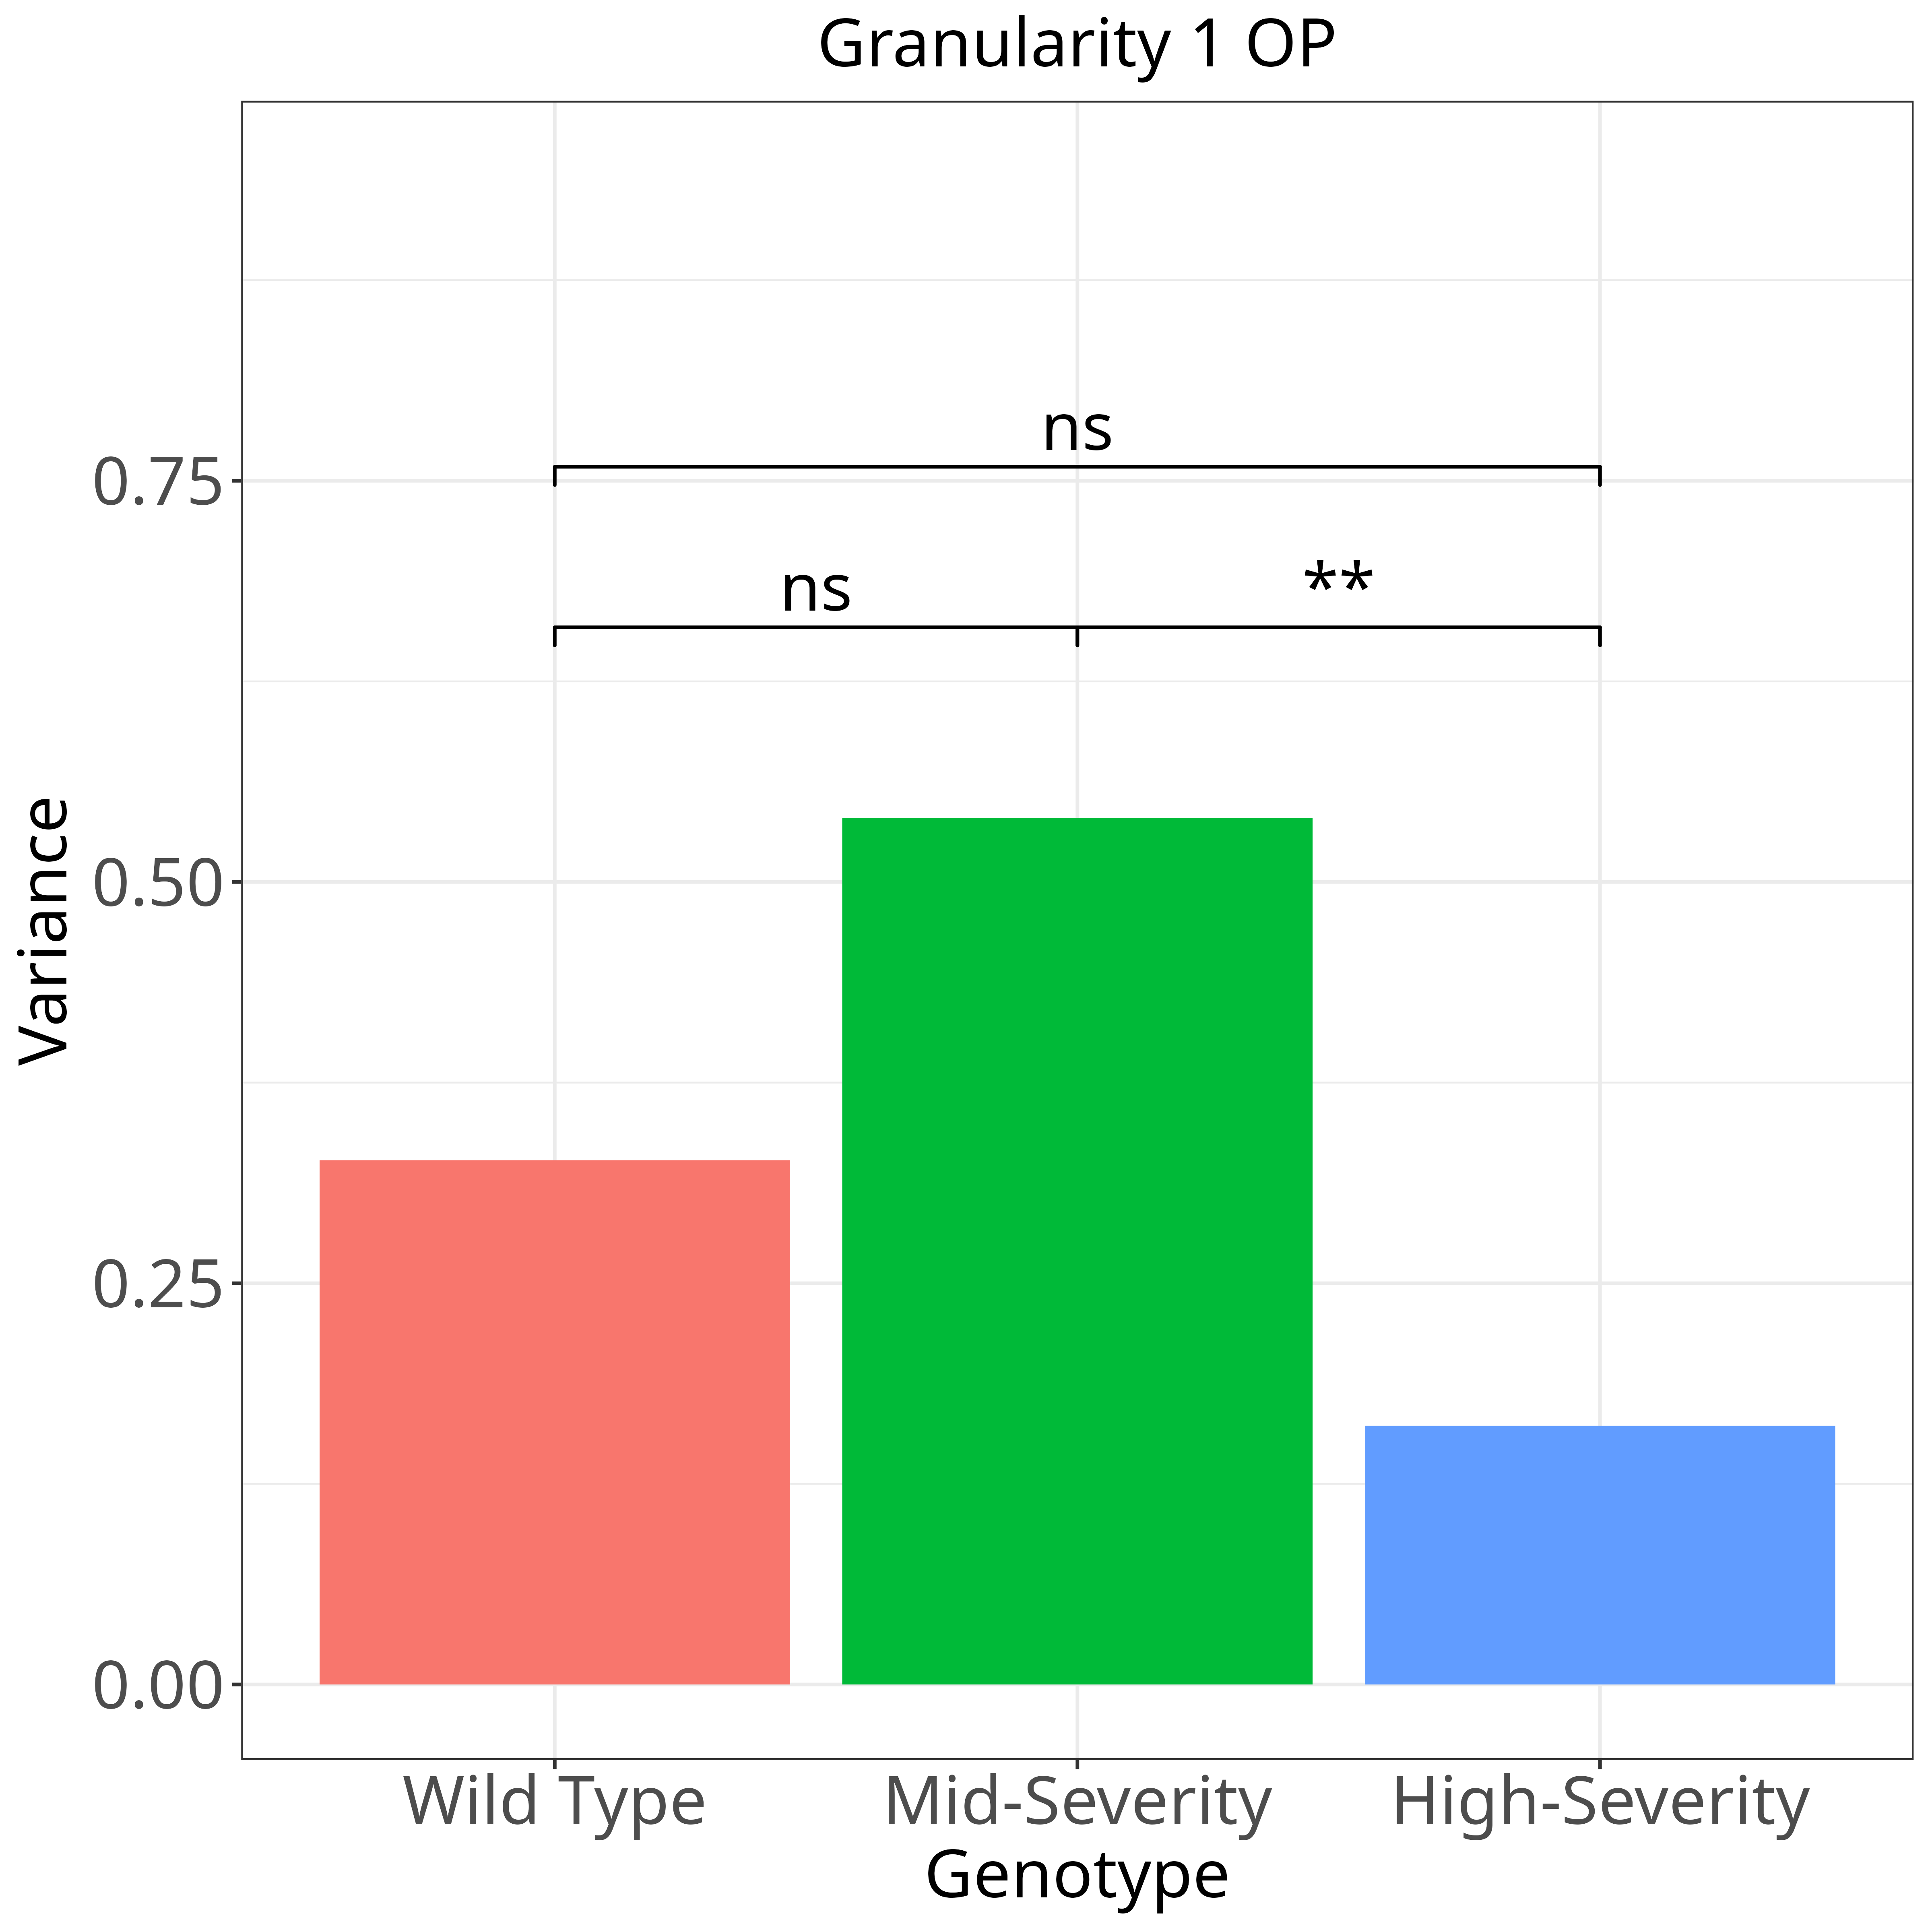 Granularity 1 OP
ns
0.75
ns **
0.50
Variance
0.25
0.00
Wild Type Mid-Severity High-Severity
Genotype